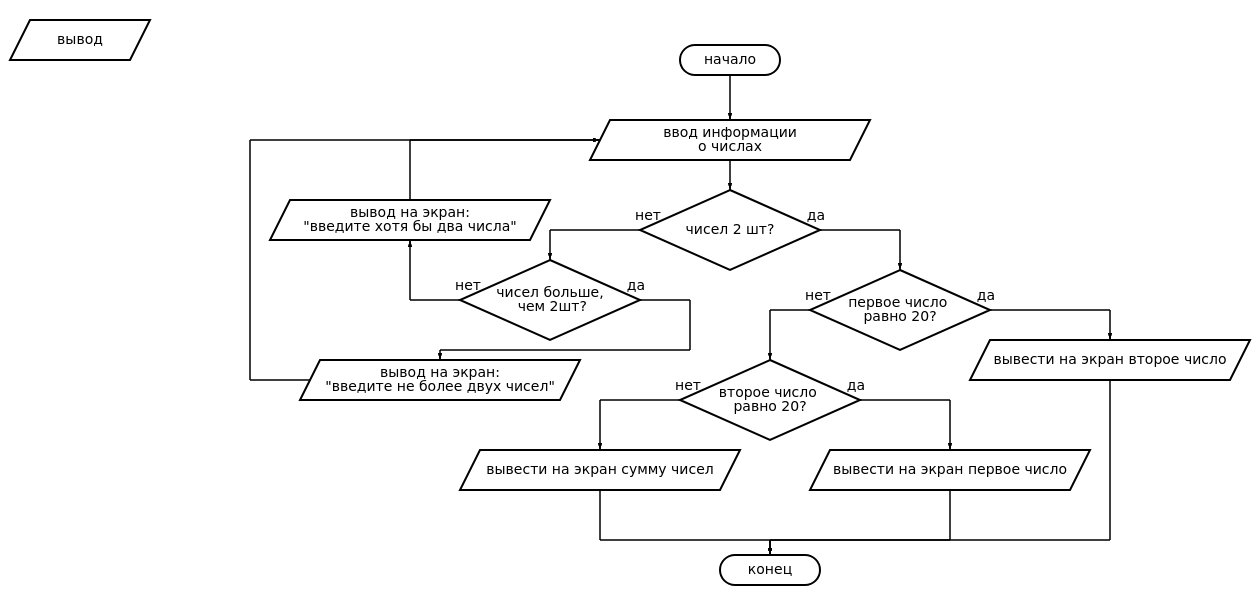 вывод
начало
ввод информации
о числах
нет
да
чисел 2 шт?
вывод на экран:
"введите хотя бы два числа"
нет
да
чисел больше,
чем 2шт?
нет
да
первое число
равно 20?
вывести на экран второе число
вывод на экран:
"введите не более двух чисел"
нет
да
второе число
равно 20?
вывести на экран сумму чисел
вывести на экран первое число
конец